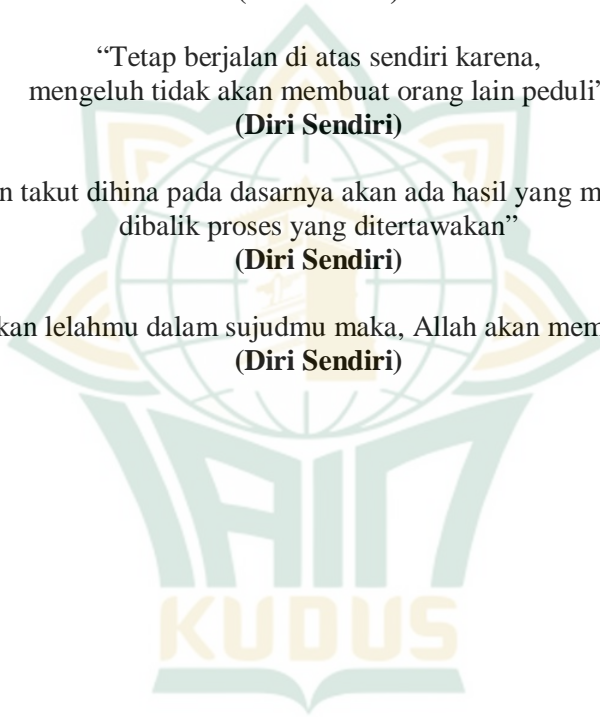 “Tetap berjalan di atas sendiri karena,
mengeluh tidak akan membuat orang lain peduli”
(Diri Sendiri)
takut dihina pada dasarnya akan ada hasil yang
dibalik proses yang ditertawakan”
(Diri Sendiri)
lelahmu dalam sujudmu maka, Allah akan
(Diri Sendiri)
IAIN
KUDUS